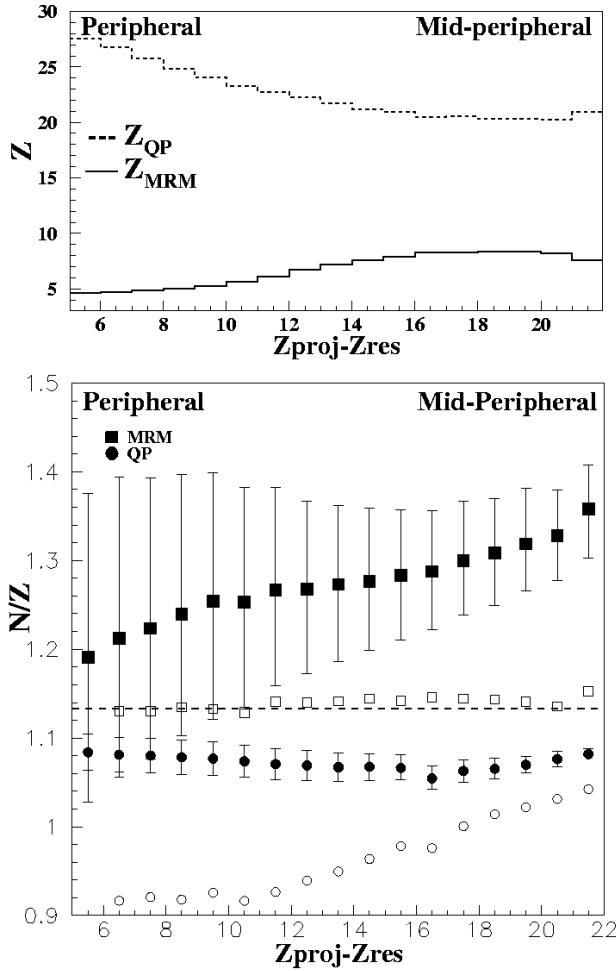 30
Peripheral Mid-peripheral
25
20
Z
Z_QP
Z_MRM
15
10
5
6 8 10 12 14 16 18 20
Zproj-Zres
1.5
Peripheral Mid-Peripheral
MRM
QP
1.4
1.3
N/Z
1.2
1.1
1
0.9
6 8 10 12 14 16 18 20 22
Zproj-Zres